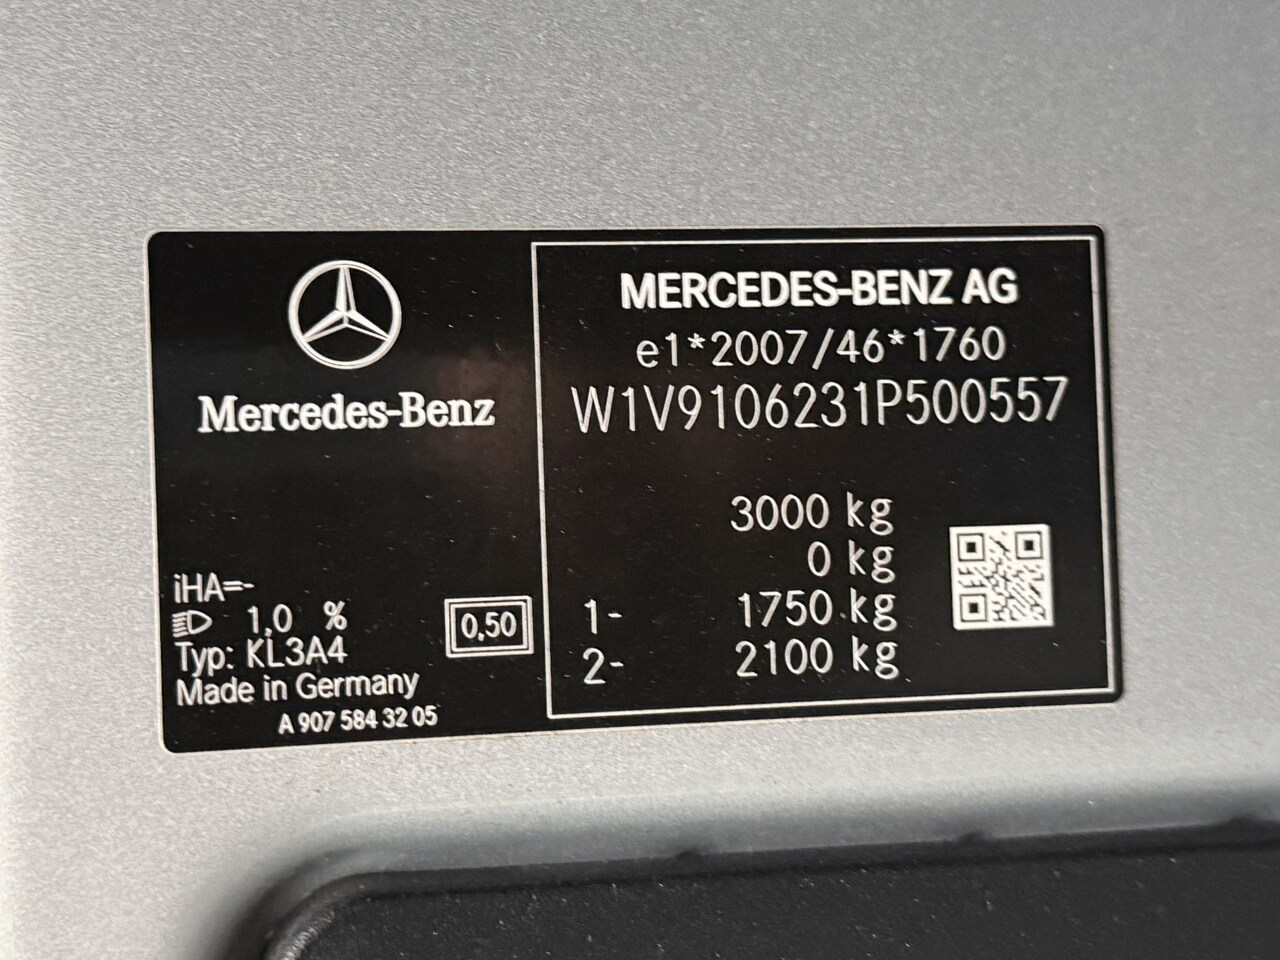 Mercedes-Benz
iHA=-
1,0 %
0,50
Typ: KL3A4
Made in Germany
A 907 584 32 05
MERCEDES-BENZ AG
e1*2007/46*1760
W1V9106231P500557
3000 kg
0 kg
1- 1750 kg
2- 2100 kg